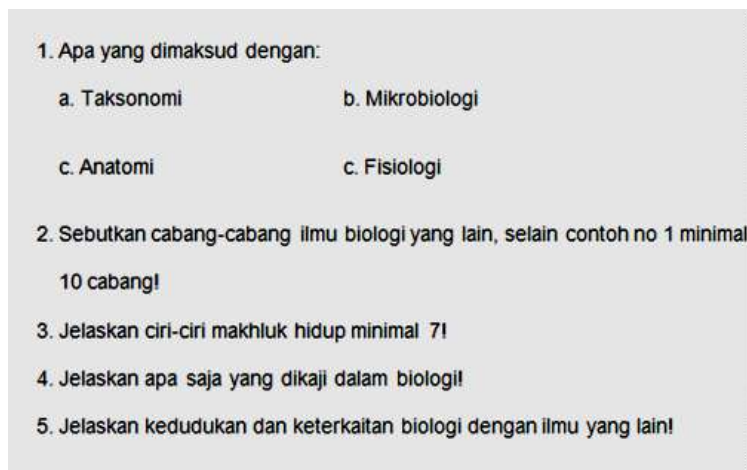 1. Apa yang dimaksud dengan:
a. Taksonomi b. Mikrobiologi
c. Anatomi c. Fisiologi
2. Sebutkan cabang-cabang ilmu biologi yang lain, selain contoh no 1 minimal
10 cabang!
3. Jelaskan ciri-ciri makhluk hidup minimal 7!
4. Jelaskan apa saja yang dikaji dalam biologi!
5. Jelaskan kedudukan dan keterkaitan biologi dengan ilmu yang lain!